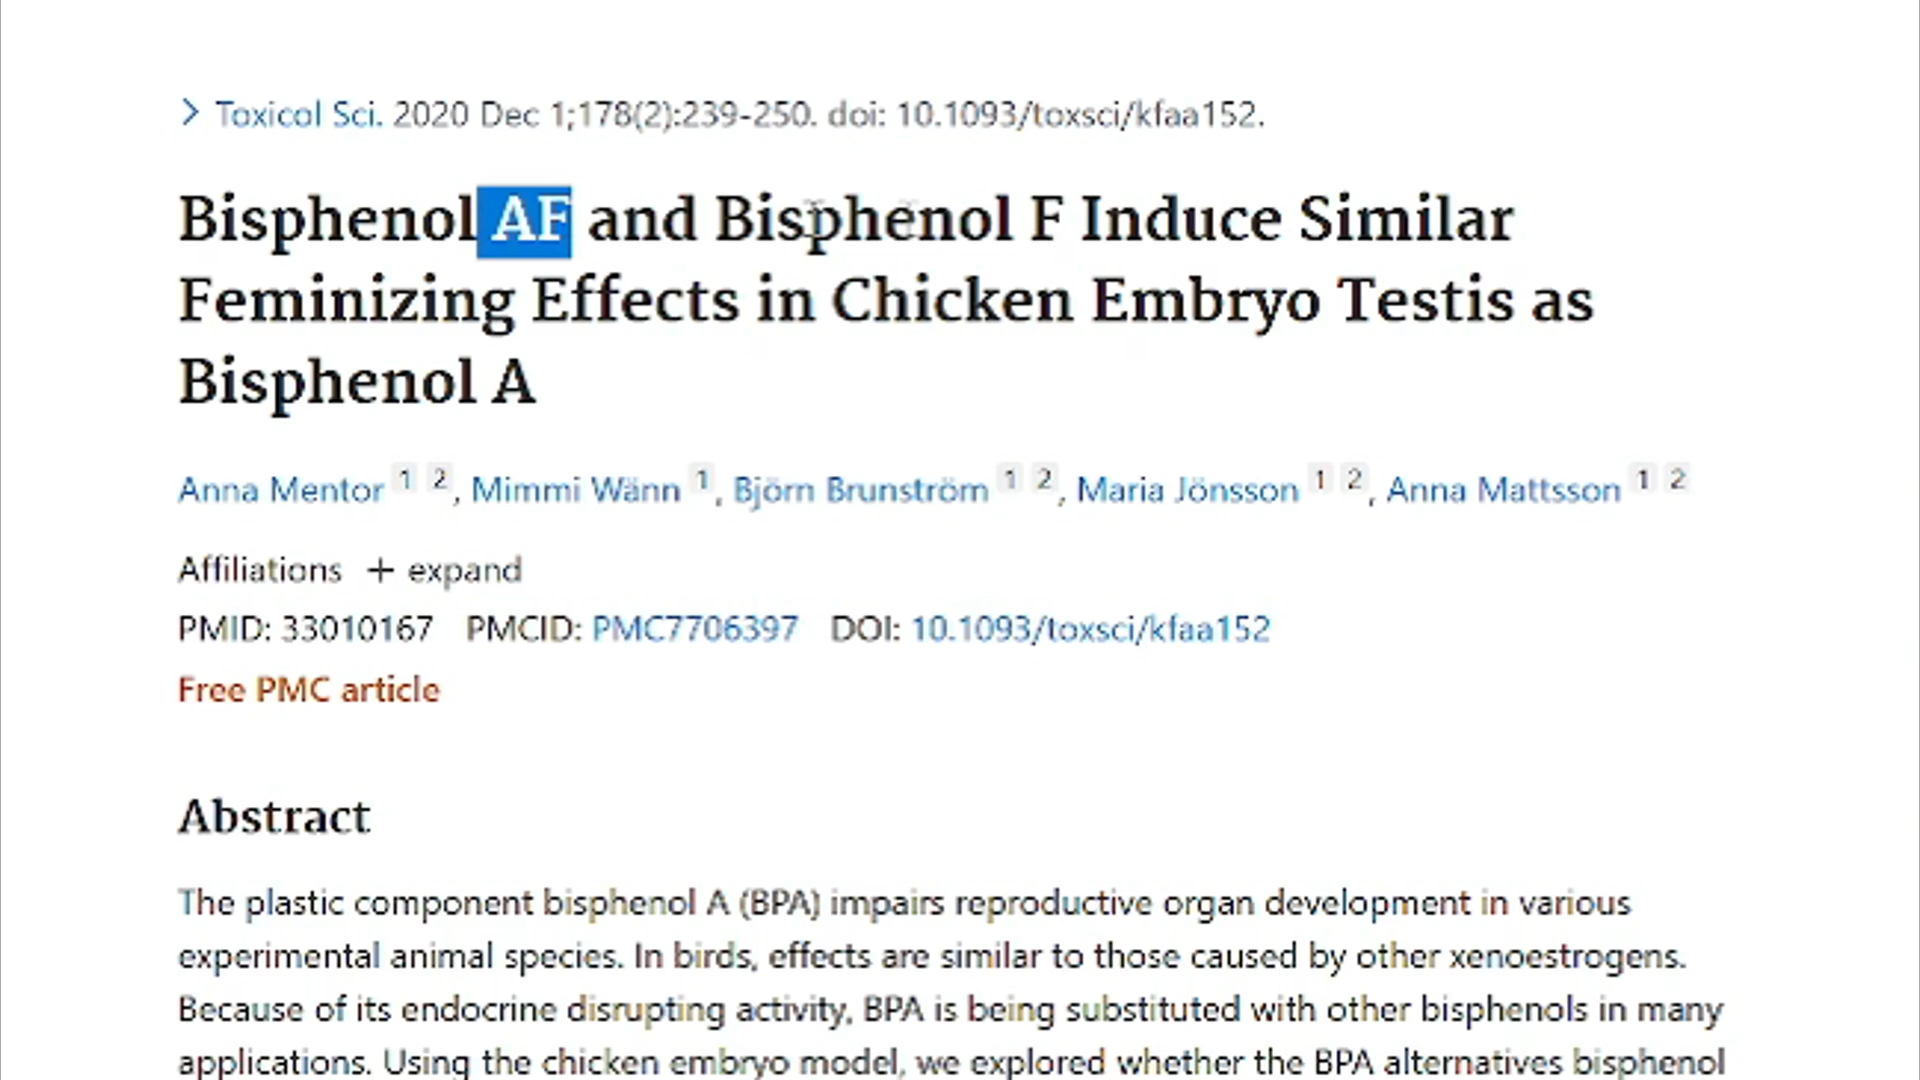 > Toxicol Sci. 2020 Dec 1;178(2):239-250. doi: 10.1093/toxsci/kfaa152.
Bisphenol AF and Bisphenol F Induce Similar
Feminizing Effects in Chicken Embryo Testis as
Bisphenol A
Anna Mentor 1 2, Mimmi Wänn 1, Björn Brunström 1 2, Maria Jönsson 1 2, Anna Mattsson 1 2
Affiliations + expand
PMID: 33010167 PMCID: PMC7706397 DOI: 10.1093/toxsci/kfaa152
Free PMC article
Abstract
The plastic component bisphenol A (BPA) impairs reproductive organ development in various
experimental animal species. In birds, effects are similar to those caused by other xenoestrogens.
Because of its endocrine disrupting activity, BPA is being substituted with other bisphenols in many
applications. Using the chicken embryo model, we explored whether the BPA alternatives bisphenol